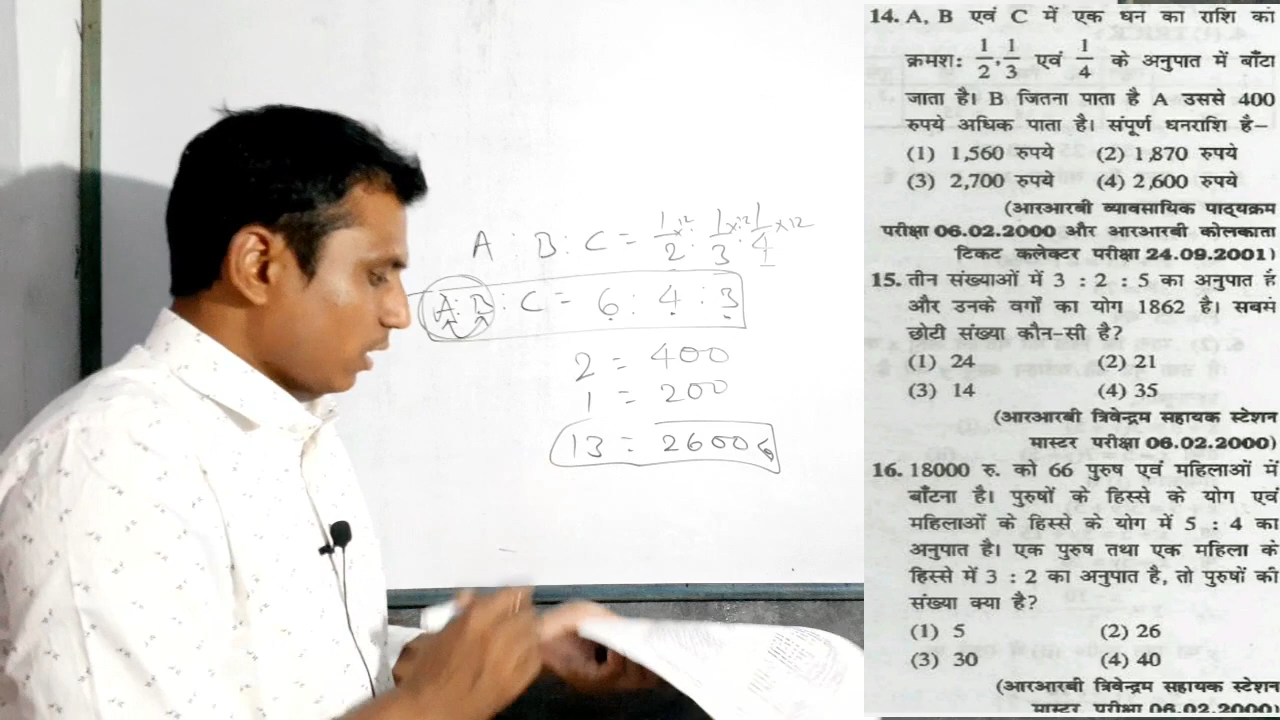 A : B : C = 1/2 ×12 : 1/3 ×12 : 1/4 ×12
A : B : C = 6 : 4 : 3
2 = 400
1 = 200
13 = 2600
14. A, B एवं C में एक धन का राशि को
क्रमश: 1/2, 1/3 एवं 1/4 के अनुपात में बाँटा
जाता है। B जितना पाता है A उससे 400
रुपये अधिक पाता है। संपूर्ण धनराशि है–
(1) 1,560 रुपये (2) 1,870 रुपये
(3) 2,700 रुपये (4) 2,600 रुपये
(आरआरबी व्यावसायिक पाठ्यक्रम
परीक्षा 06.02.2000 और आरआरबी कोलकाता
टिकट कलेक्टर परीक्षा 24.09.2001)
15. तीन संख्याओं में 3 : 2 : 5 का अनुपात है
और उनके वर्गों का योग 1862 है। सबसे
छोटी संख्या कौन-सी है?
(1) 24 (2) 21
(3) 14 (4) 35
(आरआरबी त्रिवेन्द्रम सहायक स्टेशन
मास्टर परीक्षा 06.02.2000)
16. 18000 रु. को 66 पुरुष एवं महिलाओं में
बाँटना है। पुरुषों के हिस्से के योग एवं
महिलाओं के हिस्से के योग में 5 : 4 का
अनुपात है। एक पुरुष तथा एक महिला के
हिस्से में 3 : 2 का अनुपात है, तो पुरुषों की
संख्या क्या है?
(1) 5 (2) 26
(3) 30 (4) 40
(आरआरबी त्रिवेन्द्रम सहायक स्टेशन
मास्टर परीक्षा 06.02.2000)